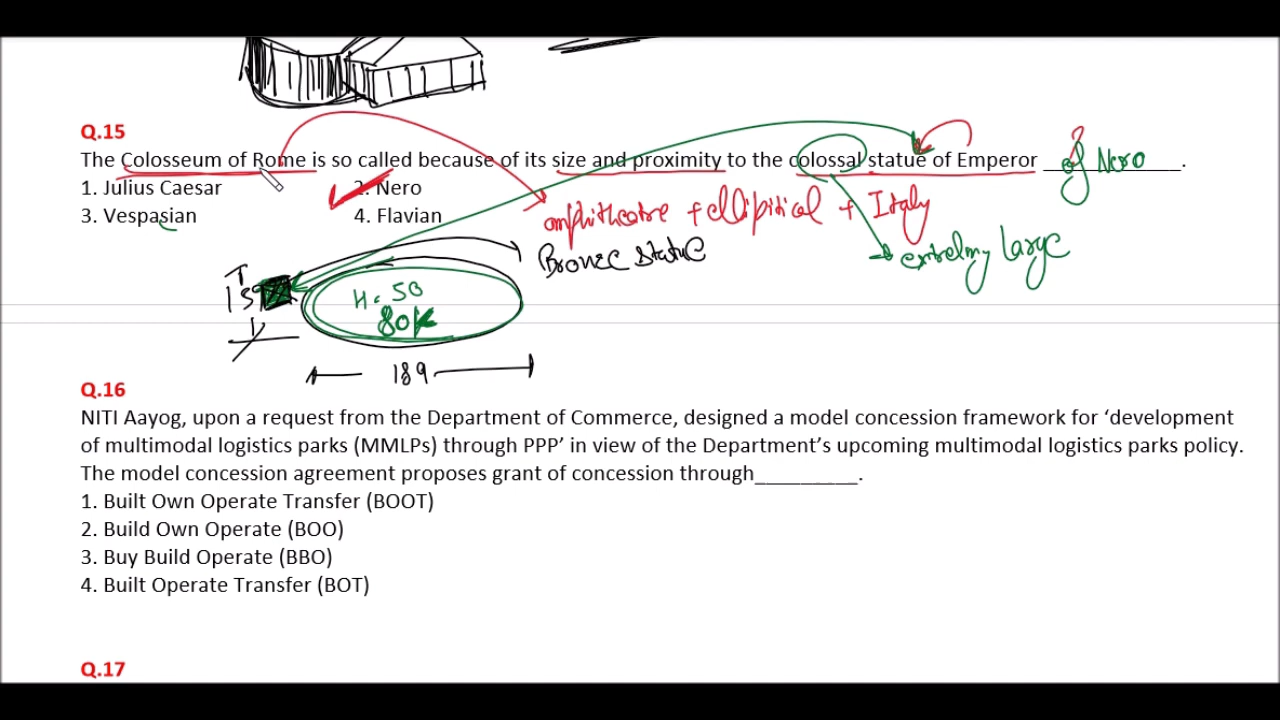 Q.15
The Colosseum of Rome is so called because of its size and proximity to the colossal statue of Emperor ____________. of Nero
1. Julius Caesar 2. Nero
3. Vespasian 4. Flavian
amphitheatre + elliptical + Italy
Bronze statue
extremly large
H = 50
80K
189
Q.16
NITI Aayog, upon a request from the Department of Commerce, designed a model concession framework for ‘development
of multimodal logistics parks (MMLPs) through PPP’ in view of the Department’s upcoming multimodal logistics parks policy.
The model concession agreement proposes grant of concession through_________.
1. Built Own Operate Transfer (BOOT)
2. Build Own Operate (BOO)
3. Buy Build Operate (BBO)
4. Built Operate Transfer (BOT)
Q.17